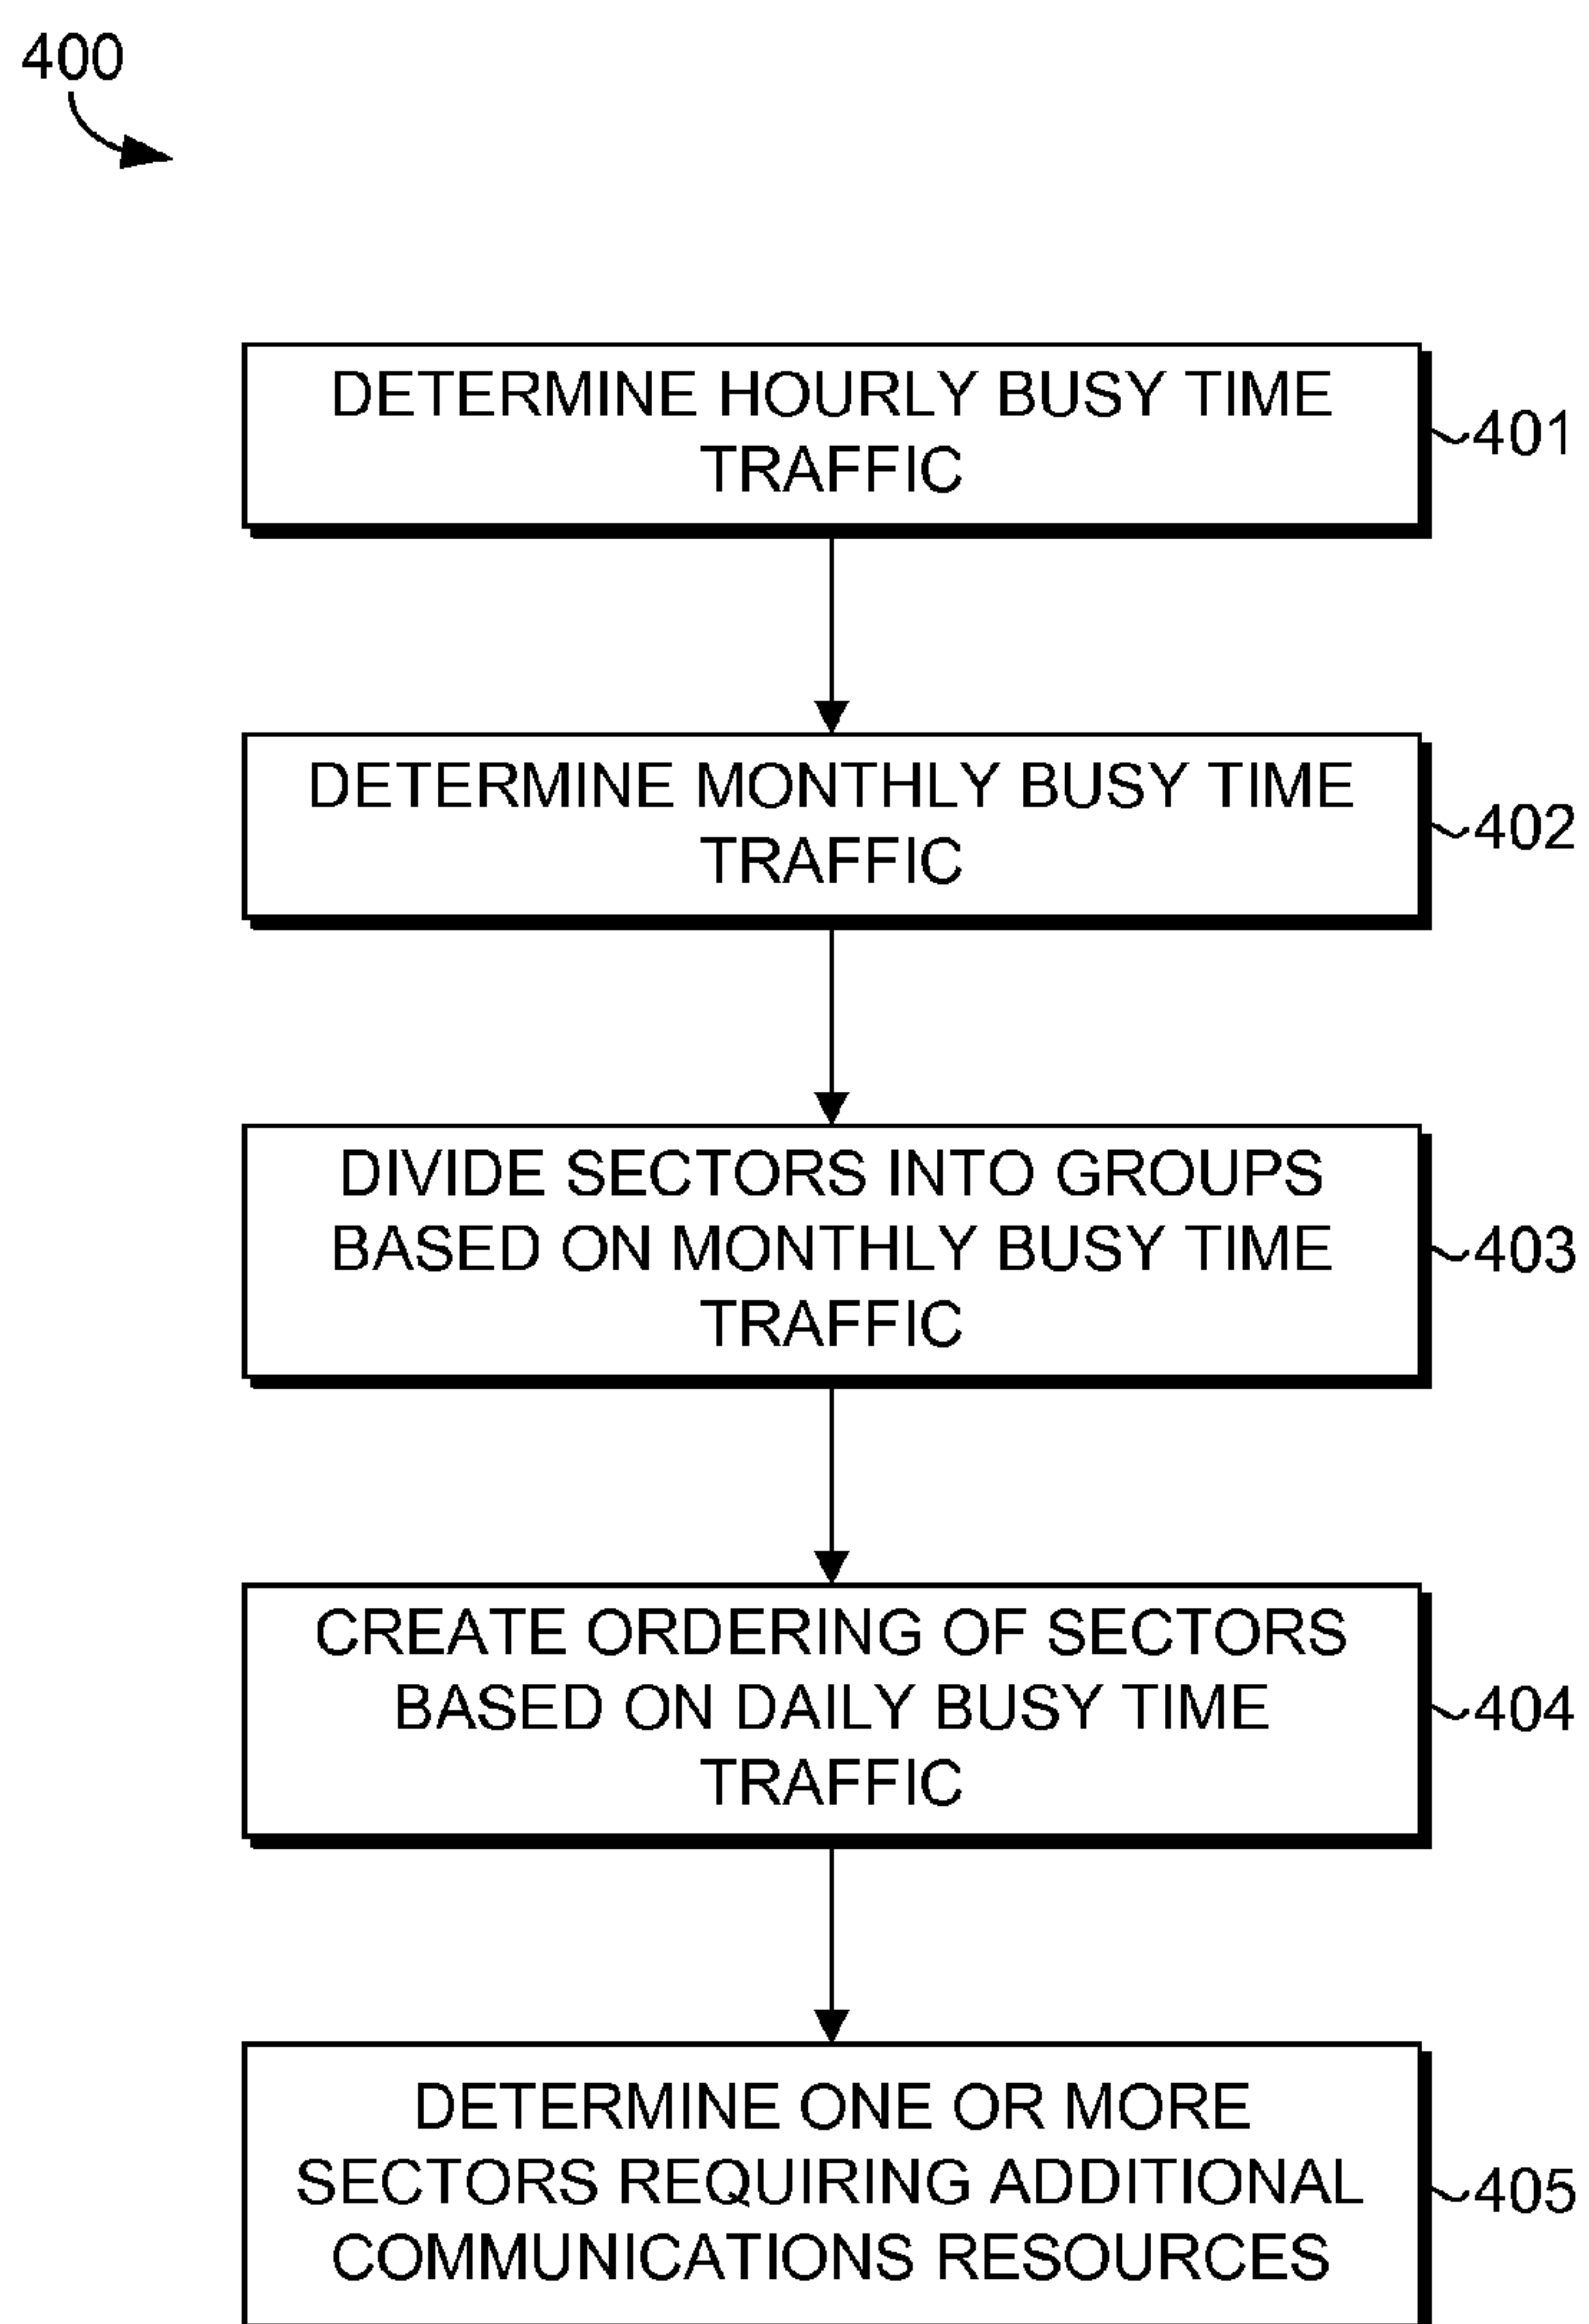 400
DETERMINE HOURLY BUSY TIME
TRAFFIC
401
DETERMINE MONTHLY BUSY TIME
TRAFFIC
402
DIVIDE SECTORS INTO GROUPS
BASED ON MONTHLY BUSY TIME
TRAFFIC
403
CREATE ORDERING OF SECTORS
BASED ON DAILY BUSY TIME
TRAFFIC
404
DETERMINE ONE OR MORE
SECTORS REQUIRING ADDITIONAL
COMMUNICATIONS RESOURCES
405